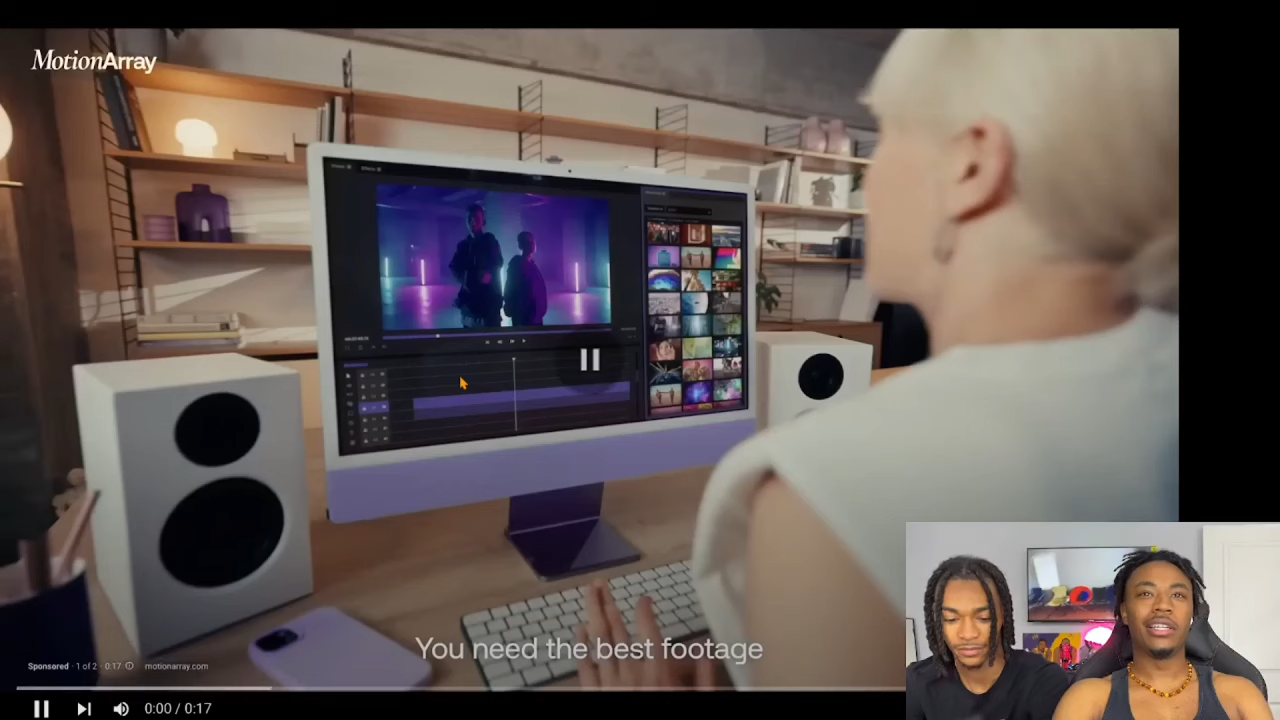 MotionArray
You need the best footage
Sponsored · 1 of 2 · 0:17 motionarray.com
0:00 / 0:17